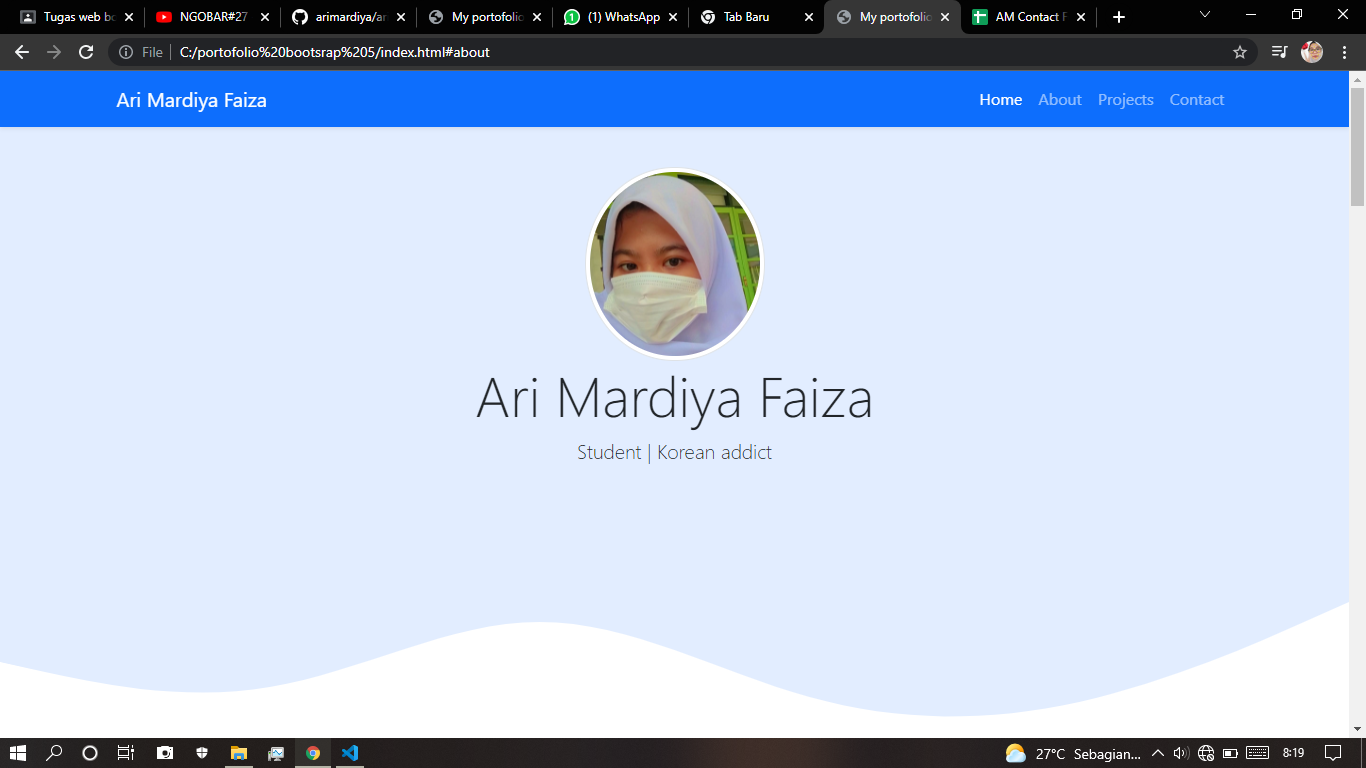 Tugas web bo
NGOBAR#27
arimardiya/ar
My portofolio
(1) WhatsApp
Tab Baru
My portofolio
AM Contact F
File
C:/portofolio%20bootsrap%205/index.html#about
Ari Mardiya Faiza
Home
About
Projects
Contact
Ari Mardiya Faiza
Student | Korean addict
27°C Sebagian...
8:19